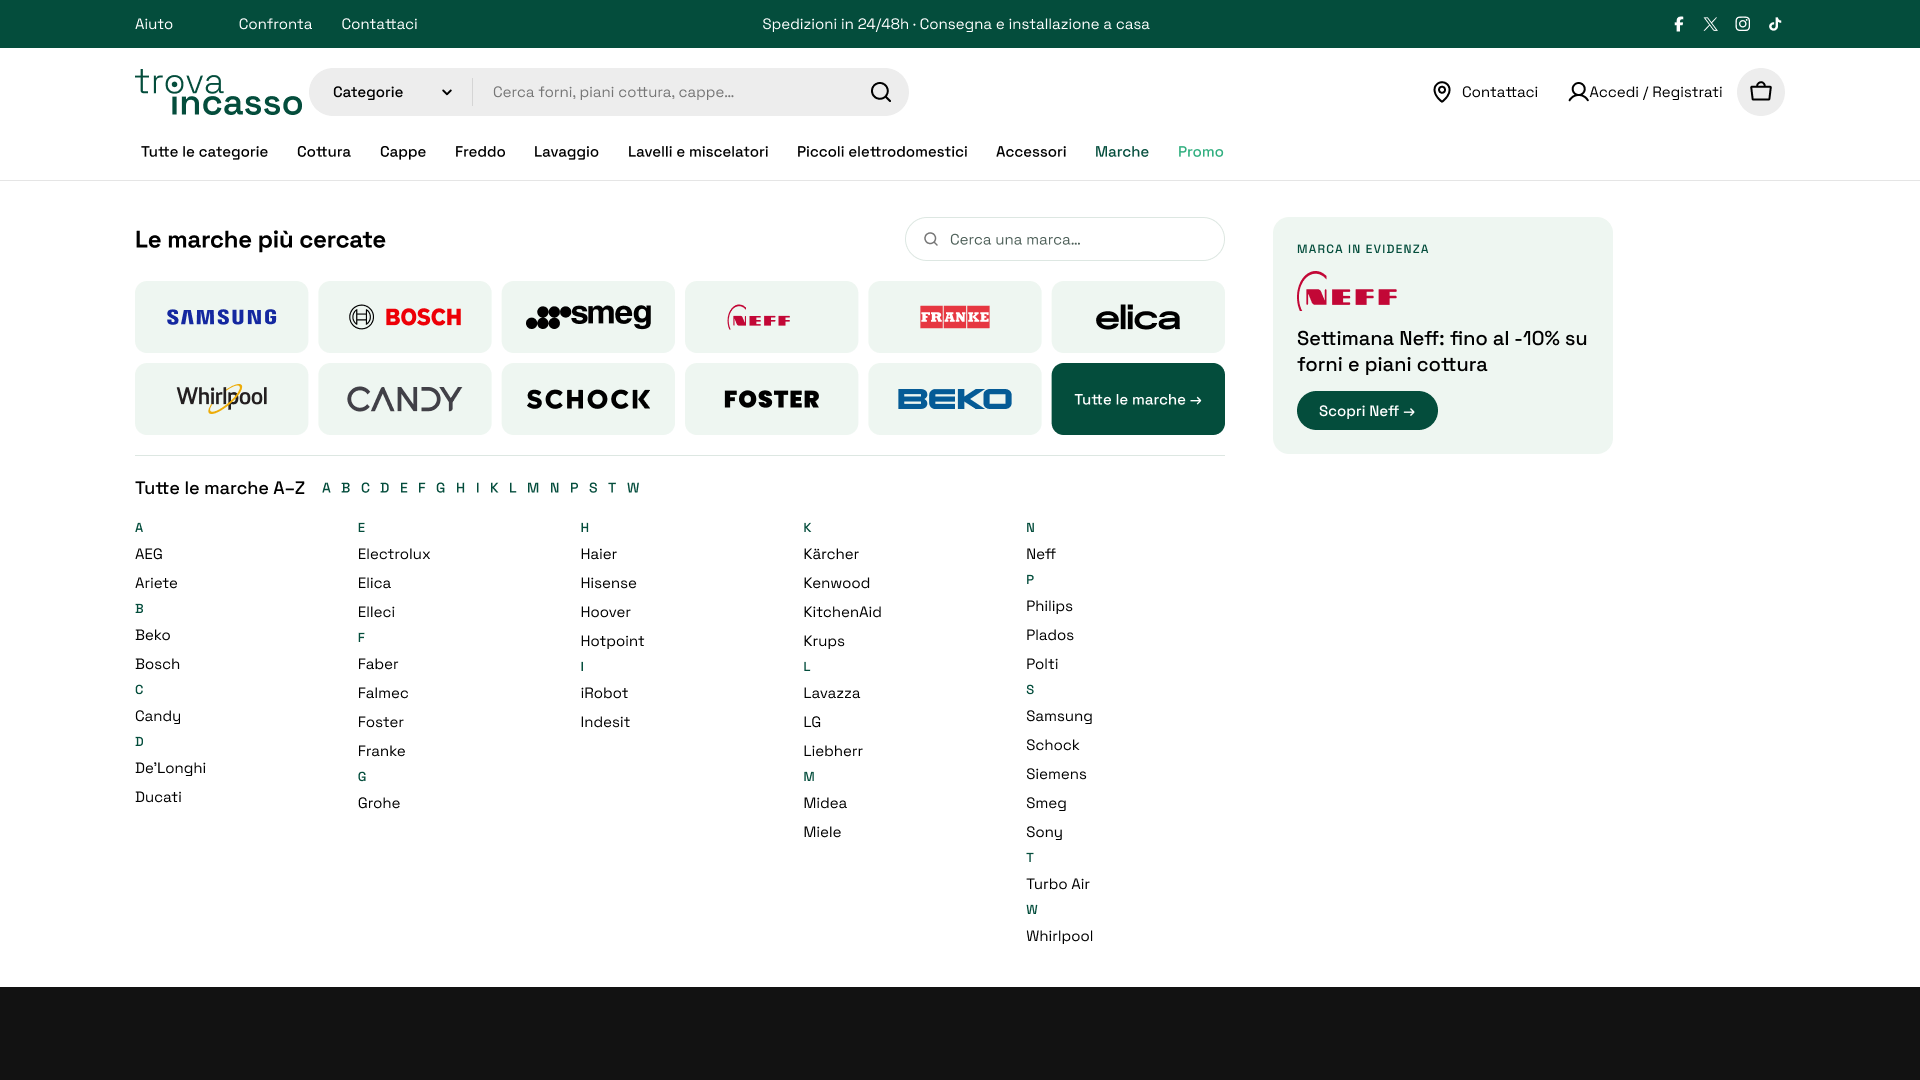 Aiuto Confronta Contattaci Spedizioni in 24/48h · Consegna e installazione a casa
trova incasso
Categorie Cerca forni, piani cottura, cappe... Contattaci Accedi / Registrati
Tutte le categorie Cottura Cappe Freddo Lavaggio Lavelli e miscelatori Piccoli elettrodomestici Accessori Marche Promo
Le marche più cercate
Cerca una marca...
SAMSUNG BOSCH smeg NEFF FRANKE elica
Whirlpool CANDY SCHOCK FOSTER BEKO Tutte le marche →
MARCA IN EVIDENZA
NEFF
Settimana Neff: fino al -10% su
forni e piani cottura
Scopri Neff →
Tutte le marche A–Z A B C D E F G H I K L M N P S T W
A
AEG
Ariete
B
Beko
Bosch
C
Candy
D
De'Longhi
Ducati
E
Electrolux
Elica
Elleci
F
Faber
Falmec
Foster
Franke
G
Grohe
H
Haier
Hisense
Hoover
Hotpoint
I
iRobot
Indesit
K
Kärcher
Kenwood
KitchenAid
Krups
L
Lavazza
LG
Liebherr
M
Midea
Miele
N
Neff
P
Philips
Plados
Polti
S
Samsung
Schock
Siemens
Smeg
Sony
T
Turbo Air
W
Whirlpool